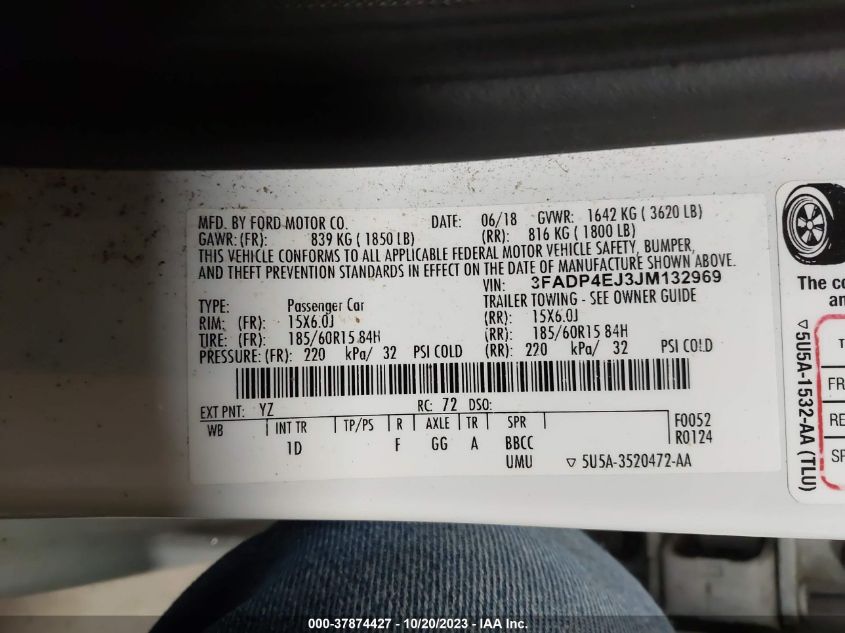 MFD. BY FORD MOTOR CO. DATE: 06/18 GVWR: 1642 KG ( 3620 LB)
GAWR: (FR): 839 KG ( 1850 LB) (RR): 816 KG ( 1800 LB)
THIS VEHICLE CONFORMS TO ALL APPLICABLE FEDERAL MOTOR VEHICLE SAFETY, BUMPER,
AND THEFT PREVENTION STANDARDS IN EFFECT ON THE DATE OF MANUFACTURE SHOWN ABOVE.
VIN: 3FADP4EJ3JM132969
TYPE: Passenger Car TRAILER TOWING - SEE OWNER GUIDE
RIM: (FR): 15X6.0J (RR): 15X6.0J
TIRE: (FR): 185/60R15 84H (RR): 185/60R15 84H
PRESSURE: (FR): 220 kPa/ 32 PSI COLD (RR): 220 kPa/ 32 PSI COLD
EXT PNT: YZ RC: 72 DSO:
WB INT TR TP/PS R AXLE TR SPR F0052
1D F GG A BBCC R0124
UMU ▽ 5U5A-3520472-AA
The co
an
▽ 5U5A-1532-AA (TLU)
T
FR
RE
SP
000-37874427 - 10/20/2023 - IAA Inc.